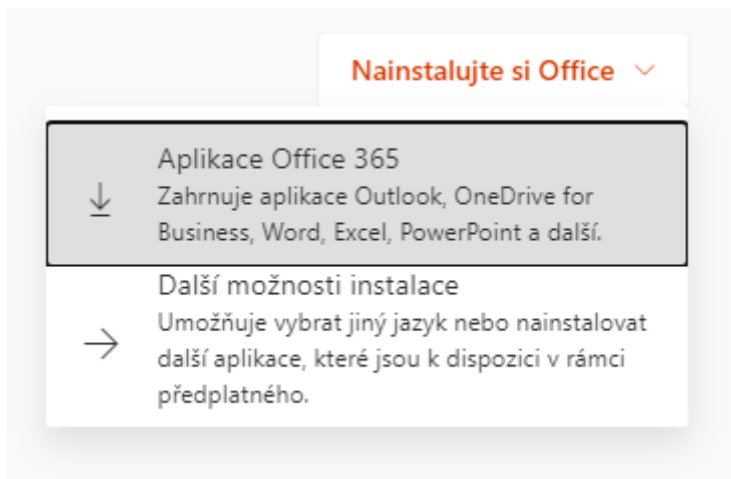 Nainstalujte si Office
Aplikace Office 365
Zahrnuje aplikace Outlook, OneDrive for
Business, Word, Excel, PowerPoint a další.
Další možnosti instalace
Umožňuje vybrat jiný jazyk nebo nainstalovat
další aplikace, které jsou k dispozici v rámci
předplatného.